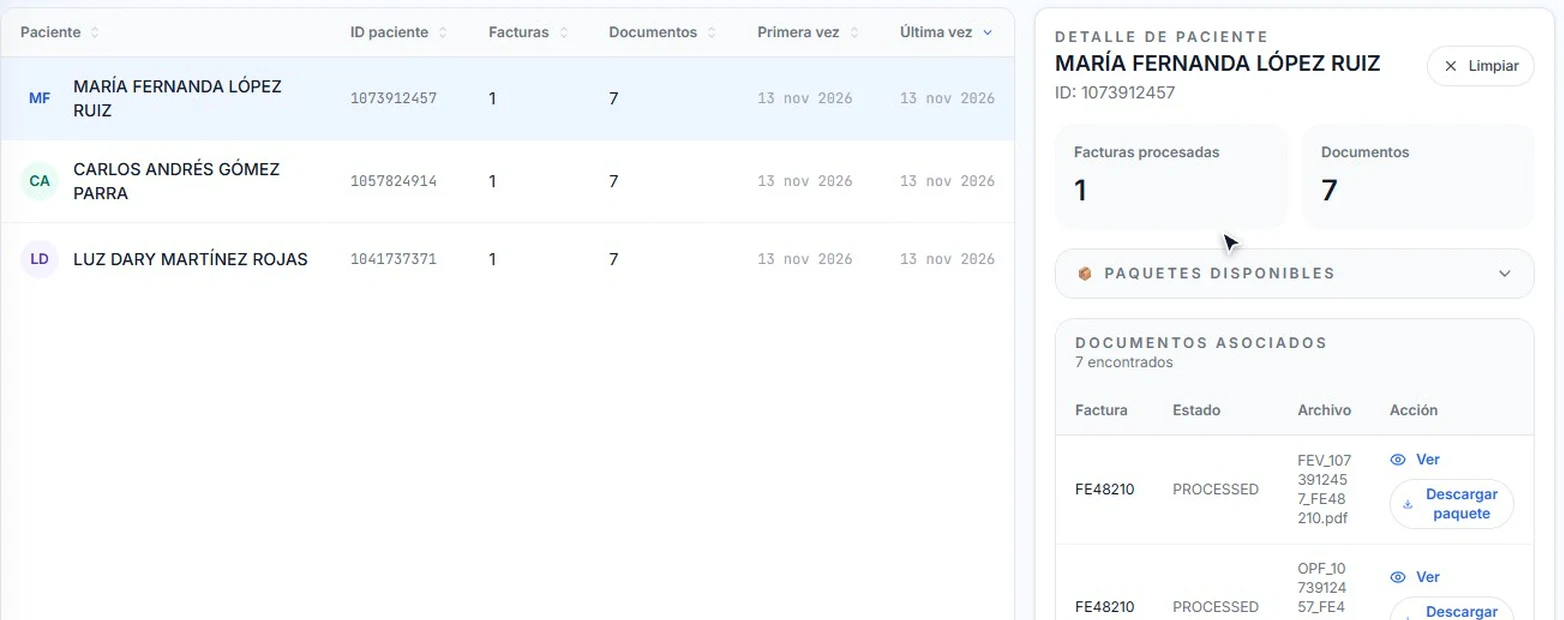 Paciente ID paciente Facturas Documentos Primera vez Última vez
MF MARÍA FERNANDA LÓPEZ RUIZ 1073912457 1 7 13 nov 2026 13 nov 2026
CA CARLOS ANDRÉS GÓMEZ PARRA 1057824914 1 7 13 nov 2026 13 nov 2026
LD LUZ DARY MARTÍNEZ ROJAS 1041737371 1 7 13 nov 2026 13 nov 2026
DETALLE DE PACIENTE
MARÍA FERNANDA LÓPEZ RUIZ
ID: 1073912457
Limpiar
Facturas procesadas
1
Documentos
7
PAQUETES DISPONIBLES
DOCUMENTOS ASOCIADOS
7 encontrados
Factura Estado Archivo Acción
FE48210
PROCESSED
FEV_107
391245
7_FE48
210.pdf
Ver
Descargar
paquete
FE48210
PROCESSED
OPF_10
739124
57_FE4
Ver
Descargar